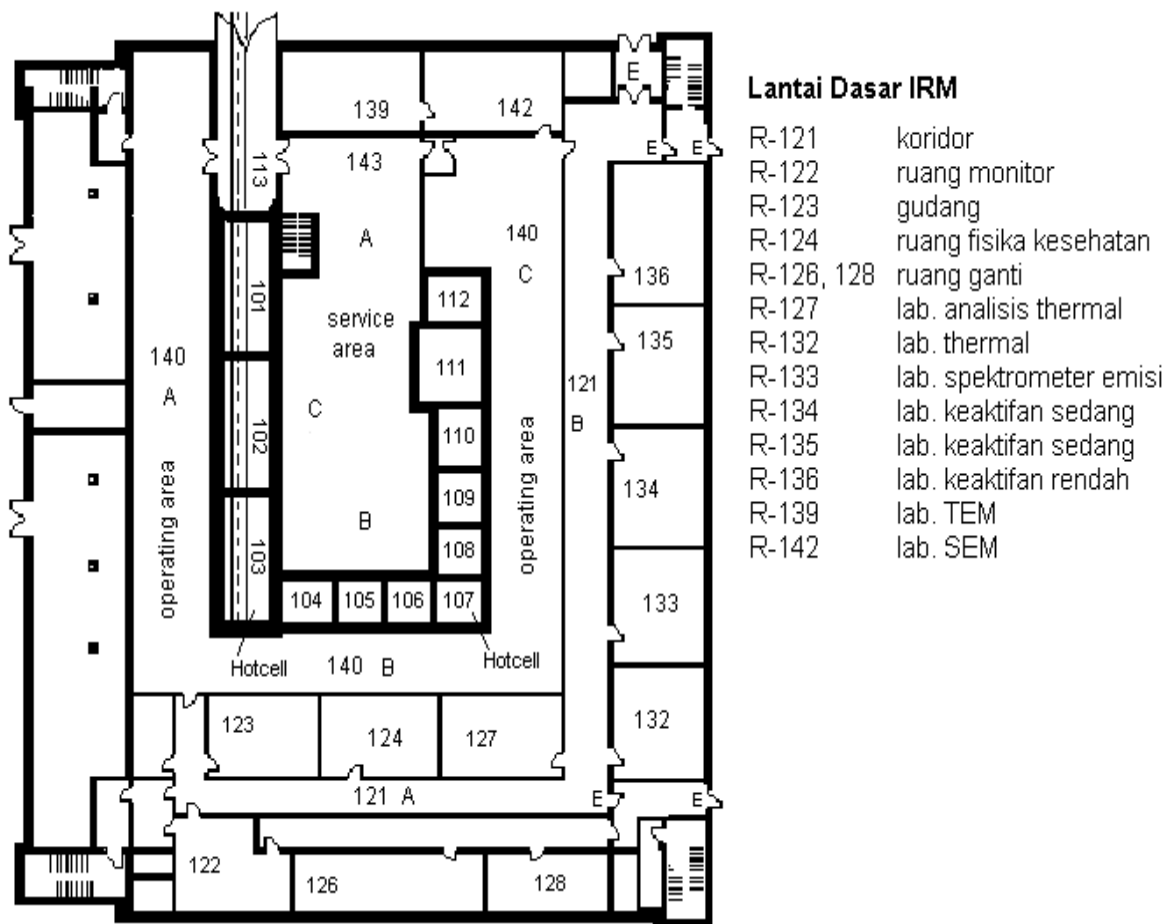 E
139
142
E
E
113
143
140
C
A
136
101
112
service
area
140
A
111
135
121
B
C
102
110
operating area
operating area
134
109
B
103
108
104
105
106
107
133
Hotcell
140 B
Hotcell
132
123
124
127
121 A
E
E
122
126
128
Lantai Dasar IRM
R-121 koridor
R-122 ruang monitor
R-123 gudang
R-124 ruang fisika kesehatan
R-126, 128 ruang ganti
R-127 lab. analisis thermal
R-132 lab. thermal
R-133 lab. spektrometer emisi
R-134 lab. keaktifan sedang
R-135 lab. keaktifan sedang
R-136 lab. keaktifan rendah
R-139 lab. TEM
R-142 lab. SEM